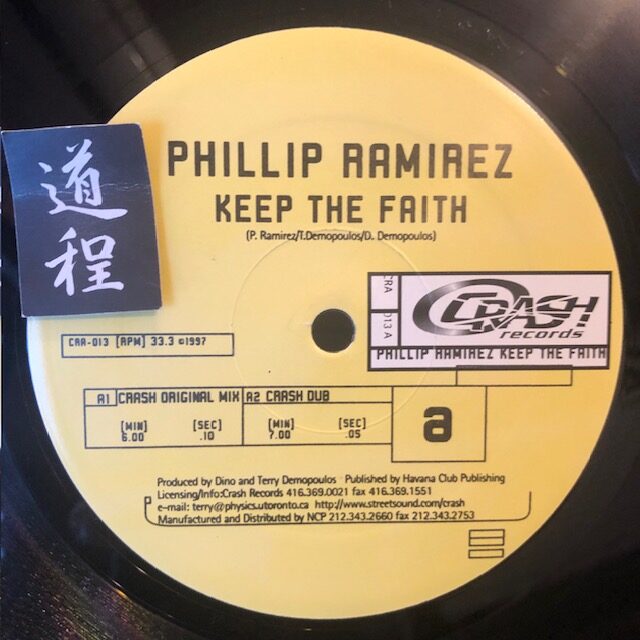 道程
PHILLIP RAMIREZ
KEEP THE FAITH
(P. Ramirez/T.Demopoulos/D. Demopoulos)
CRA
013 A
CRASH
records
PHILLIP RAMIREZ KEEP THE FAITH
CRA-013 [RPM] 33.3 ©1997
A1 CRASH ORIGINAL MIX
[MIN] [SEC]
6.00 .10
A2 CRASH DUB
[MIN] [SEC]
7.00 .05
a
Produced by Dino and Terry Demopoulos Published by Havana Club Publishing
Licensing/Info:Crash Records 416.369.0021 fax 416.369.1551
e-mail: terry@physics.utoronto.ca http://www.streetsound.com/crash
Manufactured and Distributed by NCP 212.343.2660 fax 212.343.2753